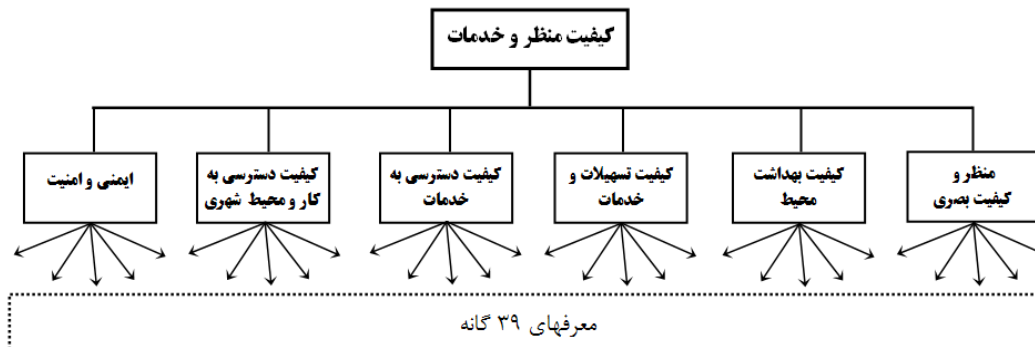 کیفیت منظر و خدمات
منظر و
کیفیت بصری
کیفیت بهداشت
محیط
کیفیت تسهیلات و
خدمات
کیفیت دسترسی به
خدمات
کیفیت دسترسی به
کار و محیط شهری
ایمنی و امنیت
معرفهای ۳۹ گانه